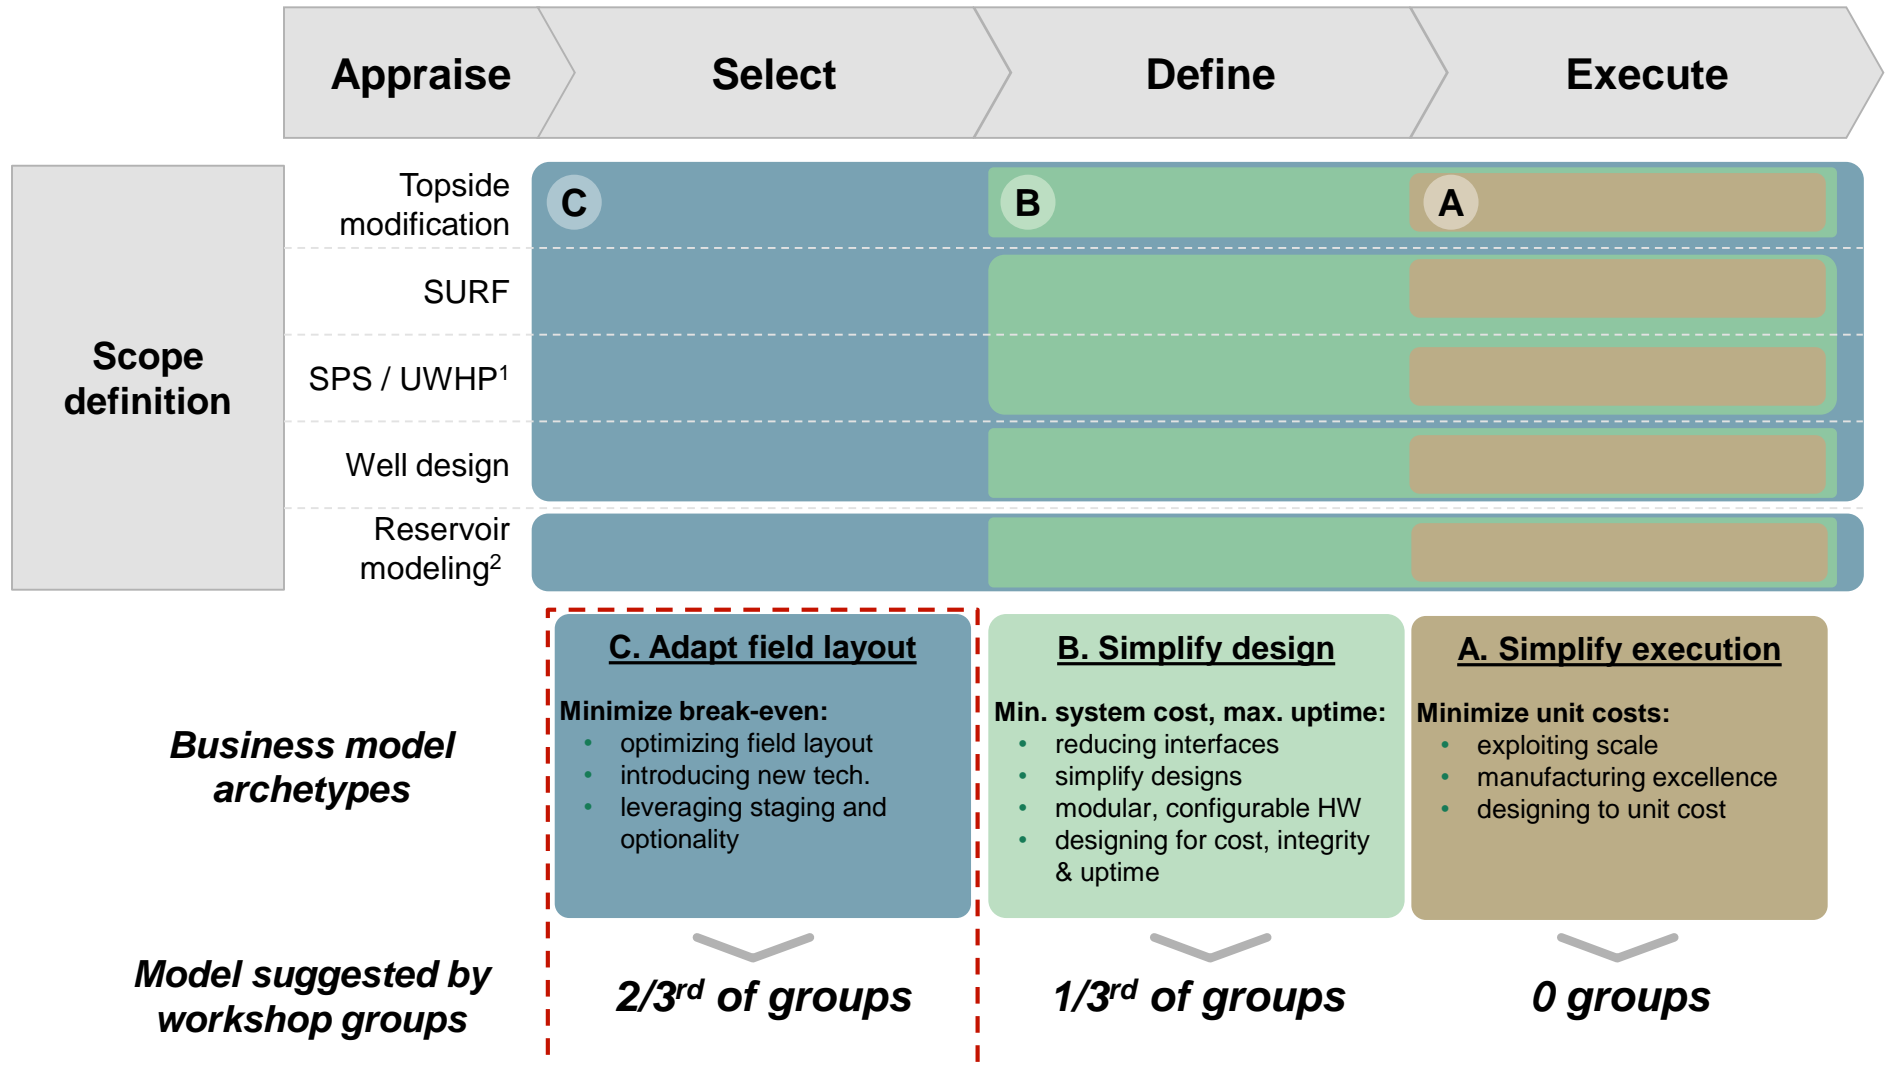 Appraise
Select
Define
Execute
Scope
definition
Topside
modification
SURF
SPS / UWHP1
Well design
Reservoir
modeling2
C
B
A
Business model
archetypes
C. Adapt field layout
Minimize break-even:
• optimizing field layout
• introducing new tech.
• leveraging staging and
optionality
B. Simplify design
Min. system cost, max. uptime:
• reducing interfaces
• simplify designs
• modular, configurable HW
• designing for cost, integrity
& uptime
A. Simplify execution
Minimize unit costs:
• exploiting scale
• manufacturing excellence
• designing to unit cost
Model suggested by
workshop groups
2/3rd of groups
1/3rd of groups
0 groups